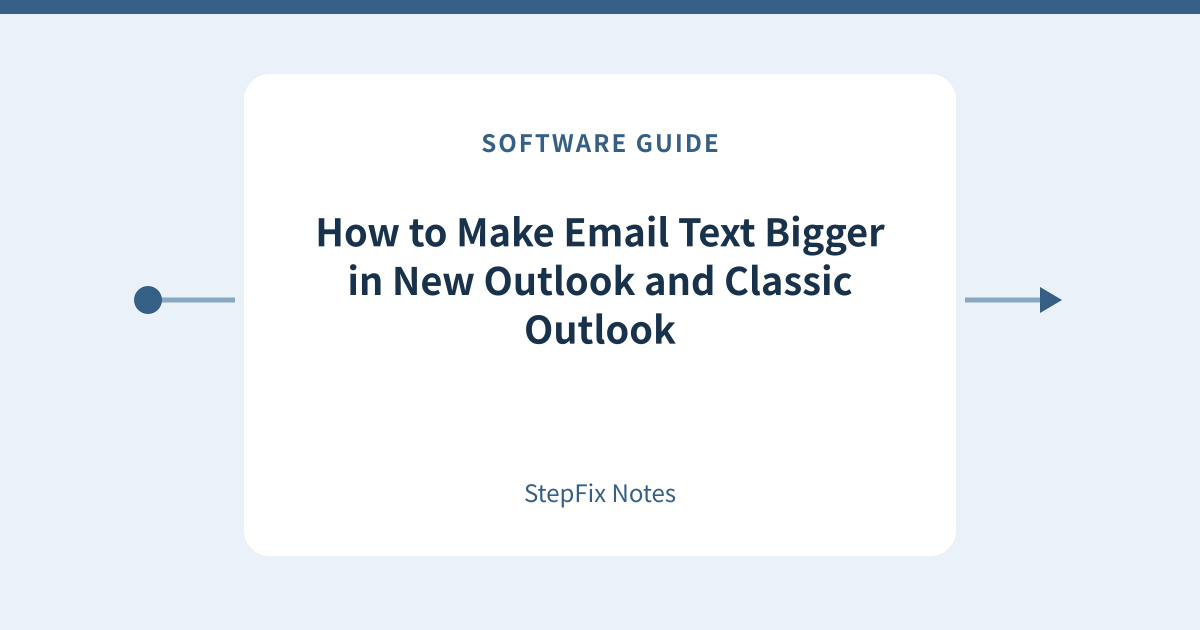 SOFTWARE GUIDE
How to Make Email Text Bigger
in New Outlook and Classic
Outlook
StepFix Notes